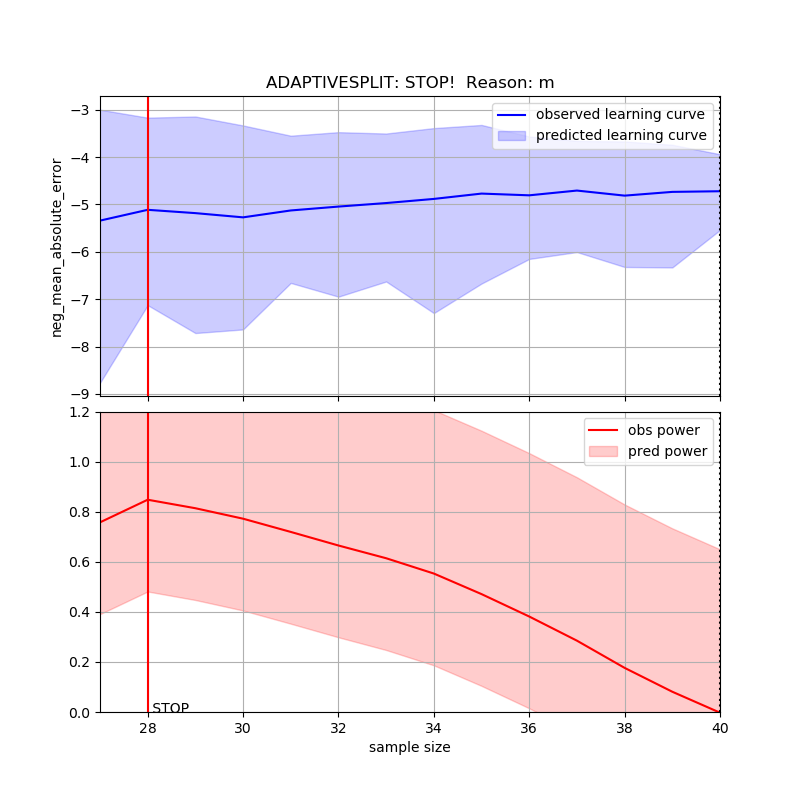 ADAPTIVESPLIT: STOP!  Reason: m
observed learning curve
predicted learning curve
neg_mean_absolute_error
−3
−4
−5
−6
−7
−8
−9
obs power
pred power
1.2
1.0
0.8
0.6
0.4
0.2
0.0
STOP
28
30
32
34
36
38
40
sample size